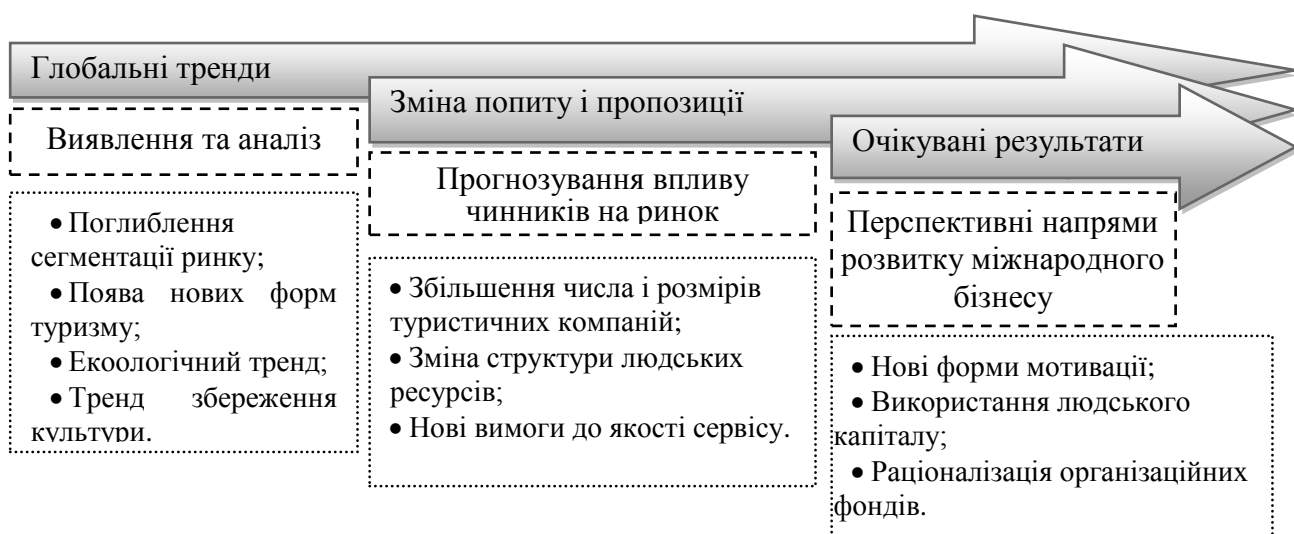 Глобальні тренди
Виявлення та аналіз
• Поглиблення
сегментації ринку;
• Поява нових форм
туризму;
• Екоологічний тренд;
• Тренд збереження
культури.
Зміна попиту і пропозиції
Прогнозування впливу
чинників на ринок
• Збільшення числа і розмірів
туристичних компаній;
• Зміна структури людських
ресурсів;
• Нові вимоги до якості сервісу.
Очікувані результати
Перспективні напрями
розвитку міжнародного
бізнесу
• Нові форми мотивації;
• Використання людського
капіталу;
• Раціоналізація організаційних
фондів.